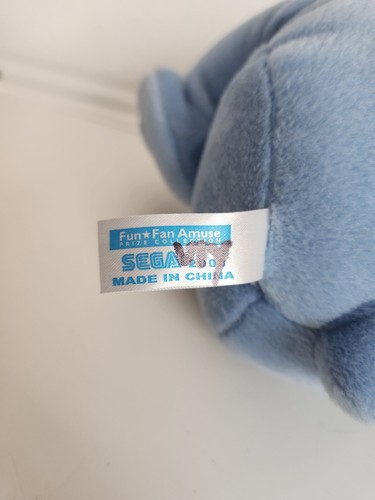 Fun★Fan Amuse
PRIZE COLLECTION
SEGA
MADE IN CHINA